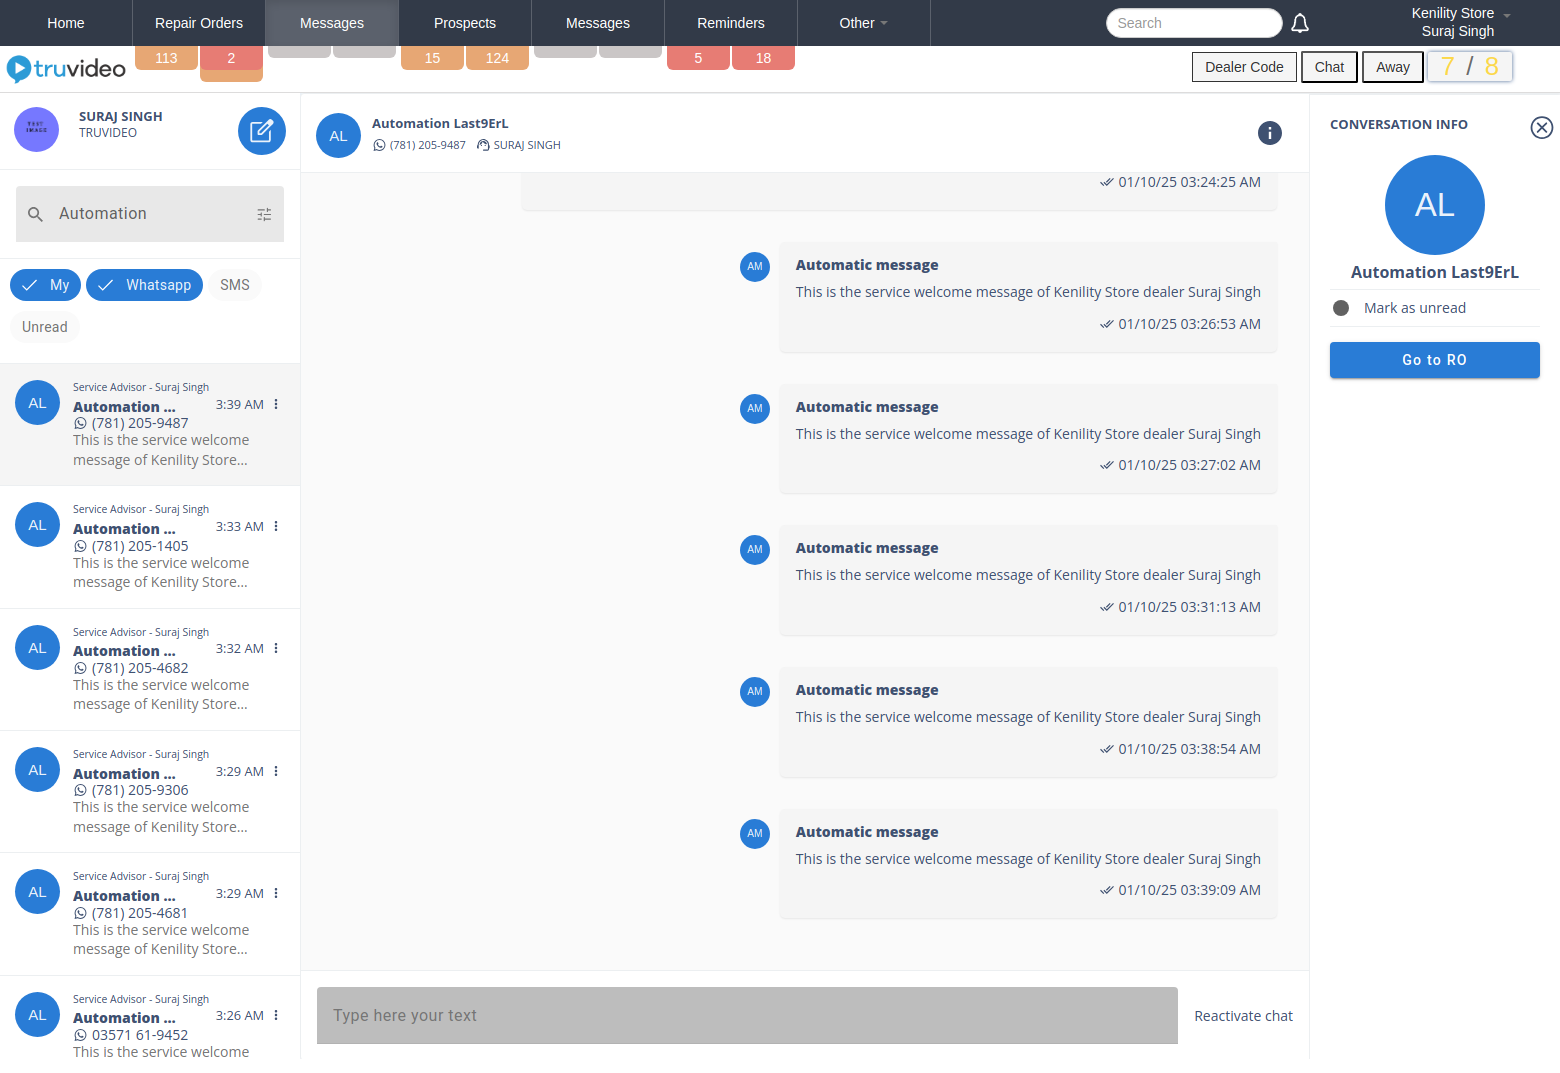 Home
Repair Orders
Messages
Prospects
Messages
Reminders
Other
Search
Kenility Store
Suraj Singh
truvideo
113
2
15
124
5
18
Dealer Code
Chat
Away
7 / 8
SURAJ SINGH
TRUVIDEO
Automation
My
Whatsapp
SMS
Unread
AL
Service Advisor - Suraj Singh
Automation ...
3:39 AM
(781) 205-9487
This is the service welcome
message of Kenility Store...
AL
Service Advisor - Suraj Singh
Automation ...
3:33 AM
(781) 205-1405
This is the service welcome
message of Kenility Store...
AL
Service Advisor - Suraj Singh
Automation ...
3:32 AM
(781) 205-4682
This is the service welcome
message of Kenility Store...
AL
Service Advisor - Suraj Singh
Automation ...
3:29 AM
(781) 205-9306
This is the service welcome
message of Kenility Store...
AL
Service Advisor - Suraj Singh
Automation ...
3:29 AM
(781) 205-4681
This is the service welcome
message of Kenility Store...
AL
Service Advisor - Suraj Singh
Automation ...
3:26 AM
03571 61-9452
This is the service welcome
AL
Automation Last9ErL
(781) 205-9487 SURAJ SINGH
01/10/25 03:24:25 AM
AM
Automatic message
This is the service welcome message of Kenility Store dealer Suraj Singh
01/10/25 03:26:53 AM
AM
Automatic message
This is the service welcome message of Kenility Store dealer Suraj Singh
01/10/25 03:27:02 AM
AM
Automatic message
This is the service welcome message of Kenility Store dealer Suraj Singh
01/10/25 03:31:13 AM
AM
Automatic message
This is the service welcome message of Kenility Store dealer Suraj Singh
01/10/25 03:38:54 AM
AM
Automatic message
This is the service welcome message of Kenility Store dealer Suraj Singh
01/10/25 03:39:09 AM
Type here your text
Reactivate chat
CONVERSATION INFO
AL
Automation Last9ErL
Mark as unread
Go to RO